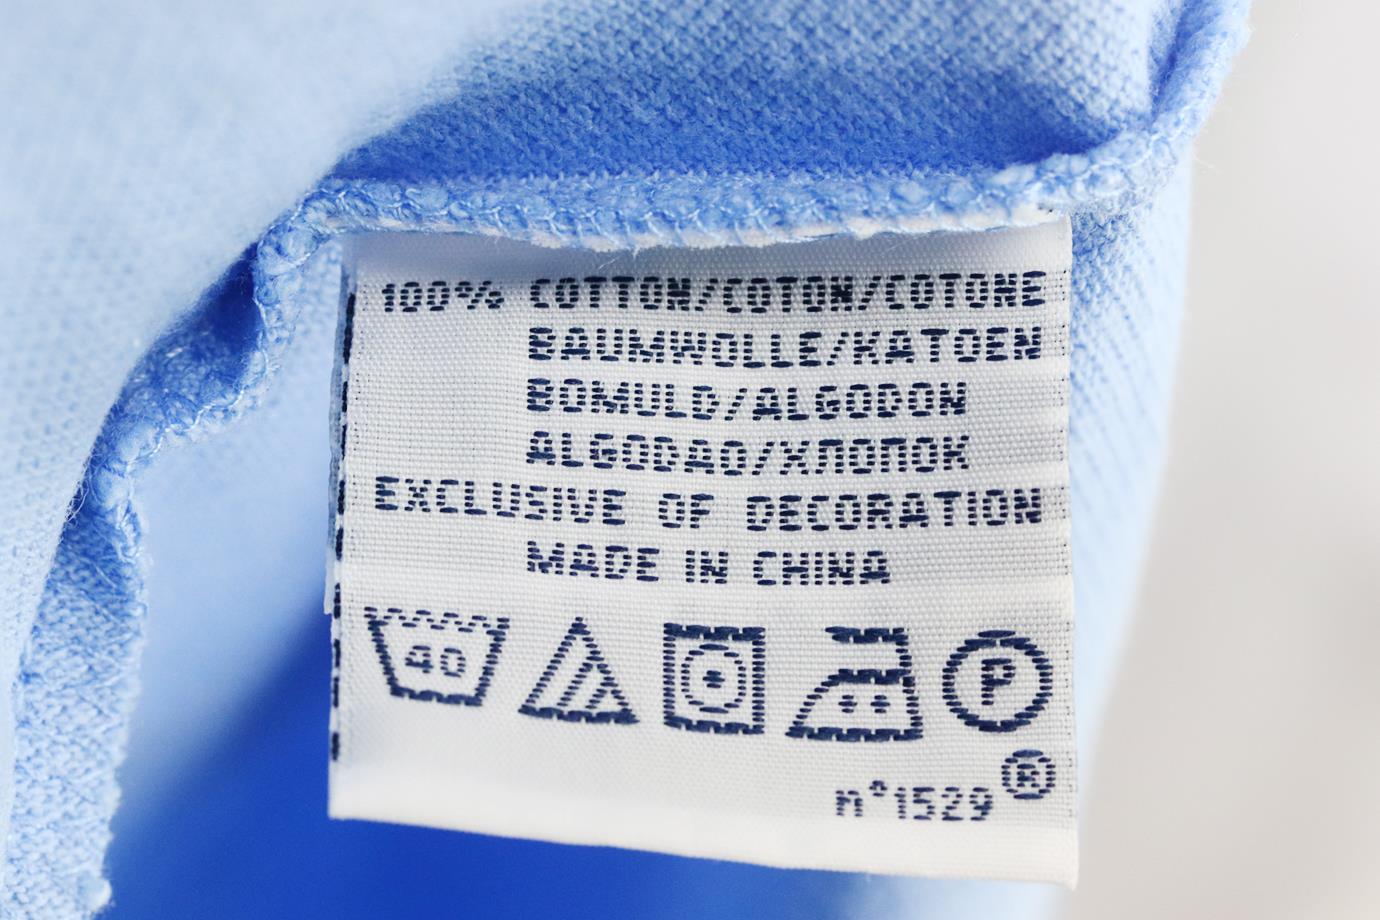 100% COTTON/COTON/COTONE
BAUMWOLLE/KATOEN
BOMULD/ALGODON
ALGODAO/ХЛОПОК
EXCLUSIVE OF DECORATION
MADE IN CHINA
40 P
n°1529 ®